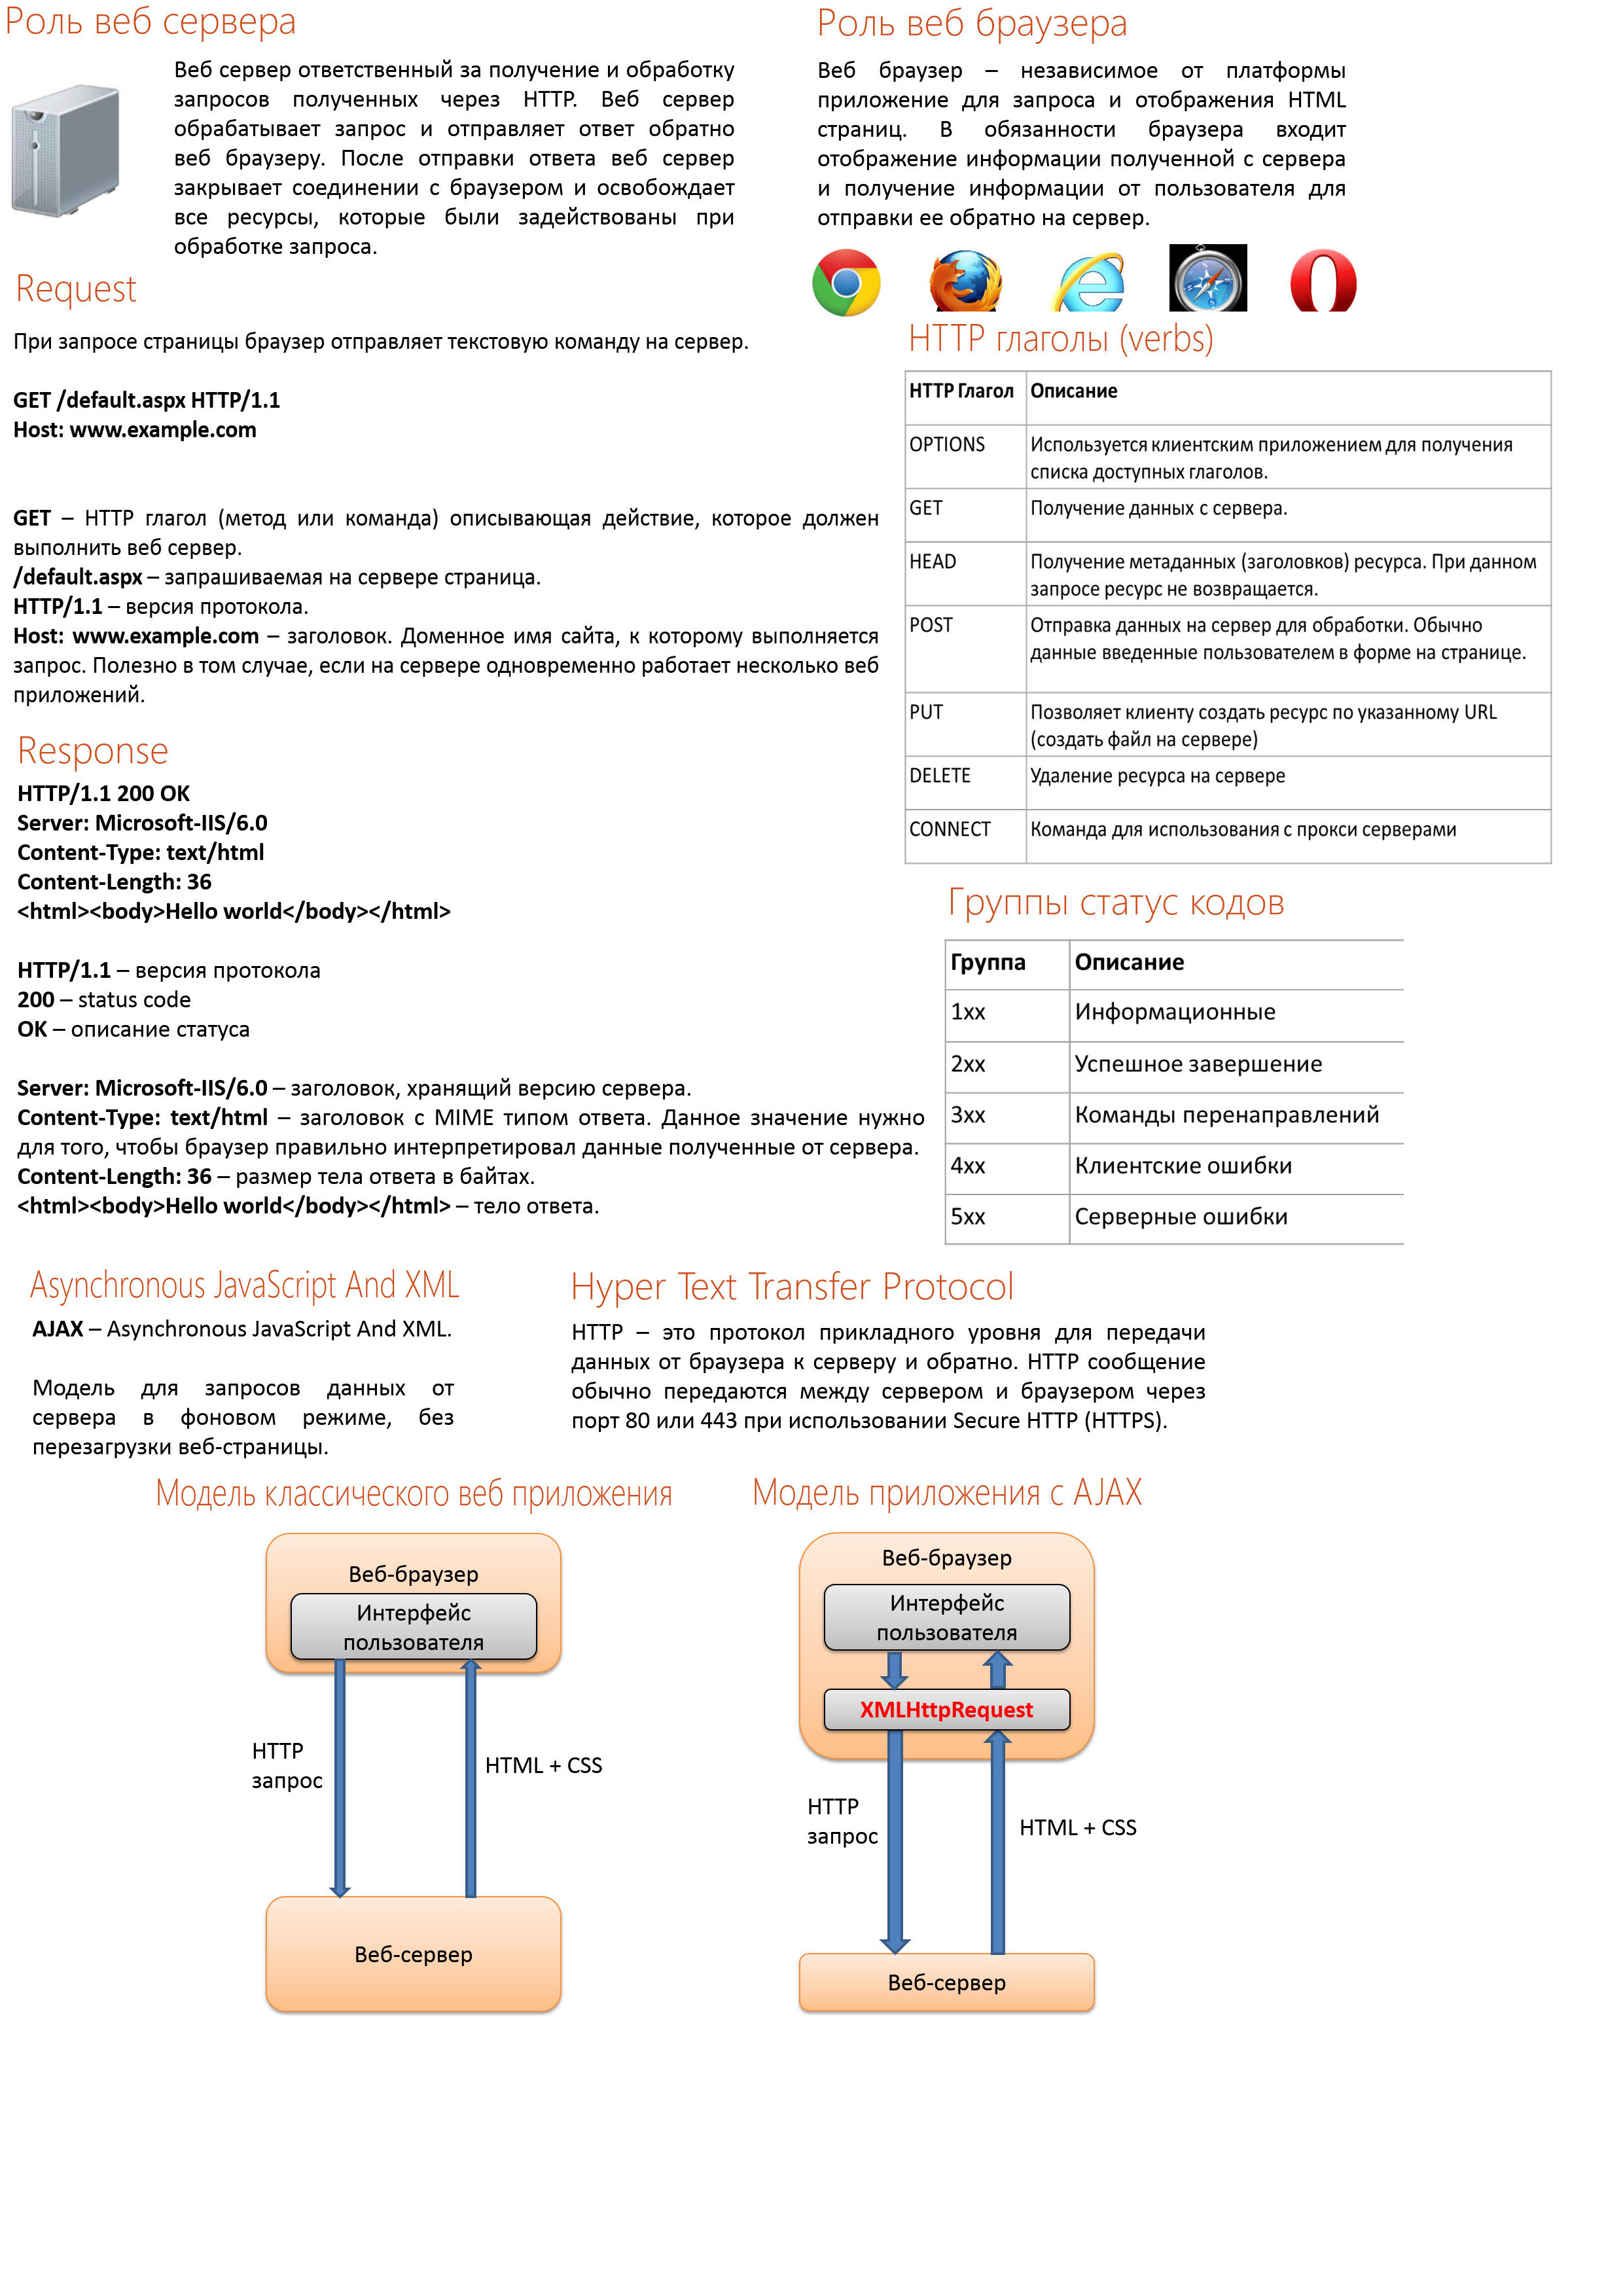 Роль веб сервера
Веб сервер ответственный за получение и обработку
запросов полученных через HTTP. Веб сервер
обрабатывает запрос и отправляет ответ обратно
веб браузеру. После отправки ответа веб сервер
закрывает соединении с браузером и освобождает
все ресурсы, которые были задействованы при
обработке запроса.
Роль веб браузера
Веб браузер – независимое от платформы
приложение для запроса и отображения HTML
страниц. В обязанности браузера входит
отображение информации полученной с сервера
и получение информации от пользователя для
отправки ее обратно на сервер.
Request
При запросе страницы браузер отправляет текстовую команду на сервер.
GET /default.aspx HTTP/1.1
Host: www.example.com
GET – HTTP глагол (метод или команда) описывающая действие, которое должен
выполнить веб сервер.
/default.aspx – запрашиваемая на сервере страница.
HTTP/1.1 – версия протокола.
Host: www.example.com – заголовок. Доменное имя сайта, к которому выполняется
запрос. Полезно в том случае, если на сервере одновременно работает несколько веб
приложений.
HTTP глаголы (verbs)
HTTP Глагол Описание
OPTIONS Используется клиентским приложением для получения
списка доступных глаголов.
GET Получение данных с сервера.
HEAD Получение метаданных (заголовков) ресурса. При данном
запросе ресурс не возвращается.
POST Отправка данных на сервер для обработки. Обычно
данные введенные пользователем в форме на странице.
PUT Позволяет клиенту создать ресурс по указанному URL
(создать файл на сервере)
DELETE Удаление ресурса на сервере
CONNECT Команда для использования с прокси серверами
Response
HTTP/1.1 200 OK
Server: Microsoft-IIS/6.0
Content-Type: text/html
Content-Length: 36
<html><body>Hello world</body></html>
HTTP/1.1 – версия протокола
200 – status code
OK – описание статуса
Server: Microsoft-IIS/6.0 – заголовок, хранящий версию сервера.
Content-Type: text/html – заголовок с MIME типом ответа. Данное значение нужно
для того, чтобы браузер правильно интерпретировал данные полученные от сервера.
Content-Length: 36 – размер тела ответа в байтах.
<html><body>Hello world</body></html> – тело ответа.
Группы статус кодов
Группа Описание
1xx Информационные
2xx Успешное завершение
3xx Команды перенаправлений
4xx Клиентские ошибки
5xx Серверные ошибки
Asynchronous JavaScript And XML
AJAX – Asynchronous JavaScript And XML.
Модель для запросов данных от
сервера в фоновом режиме, без
перезагрузки веб-страницы.
Hyper Text Transfer Protocol
HTTP – это протокол прикладного уровня для передачи
данных от браузера к серверу и обратно. HTTP сообщение
обычно передаются между сервером и браузером через
порт 80 или 443 при использовании Secure HTTP (HTTPS).
Модель классического веб приложения
Веб-браузер
Интерфейс
пользователя
HTTP
запрос
HTML + CSS
Веб-сервер
Модель приложения с AJAX
Веб-браузер
Интерфейс
пользователя
XMLHttpRequest
HTTP
запрос
HTML + CSS
Веб-сервер